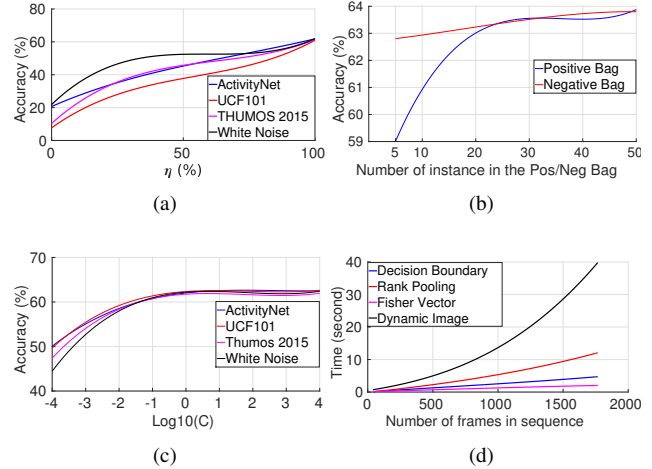 80
60
40
20
0
0
50
100
Accuracy (%)
η (%)
ActivityNet
UCF101
THUMOS 2015
White Noise
(a)
64
63
62
61
60
59
5
10
20
30
40
50
Accuracy (%)
Number of instance in the Pos/Neg Bag
Positive Bag
Negative Bag
(b)
70
60
50
40
-4
-3
-2
-1
0
1
2
3
4
Accuracy (%)
Log10(C)
ActivityNet
UCF101
Thumos 2015
White Noise
(c)
40
30
20
10
0
0
500
1000
1500
2000
Time (second)
Number of frames in sequence
Decision Boundary
Rank Pooling
Fisher Vector
Dynamic Image
(d)